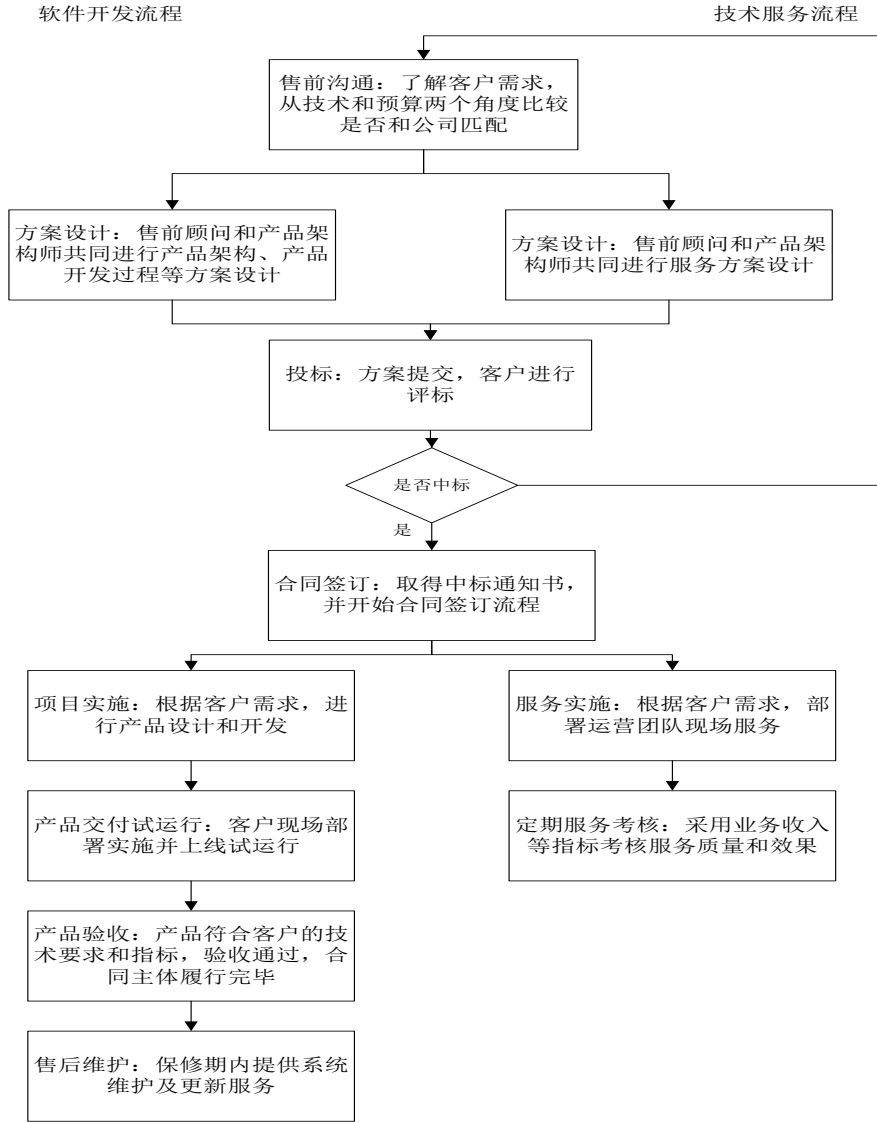 软件开发流程
技术服务流程
售前沟通：了解客户需求，
从技术和预算两个角度比较
是否和公司匹配
方案设计：售前顾问和产品架
构师共同进行产品架构、产品
开发过程等方案设计
方案设计：售前顾问和产品架
构师共同进行服务方案设计
投标：方案提交，客户进行
评标
是否中标
是
合同签订：取得中标通知书，
并开始合同签订流程
项目实施：根据客户需求，进
行产品设计和开发
服务实施：根据客户需求，部
署运营团队现场服务
产品交付试运行：客户现场部
署实施并上线试运行
定期服务考核：采用业务收入
等指标考核服务质量和效果
产品验收：产品符合客户的技
术要求和指标，验收通过，合
同主体履行完毕
售后维护：保修期内提供系统
维护及更新服务